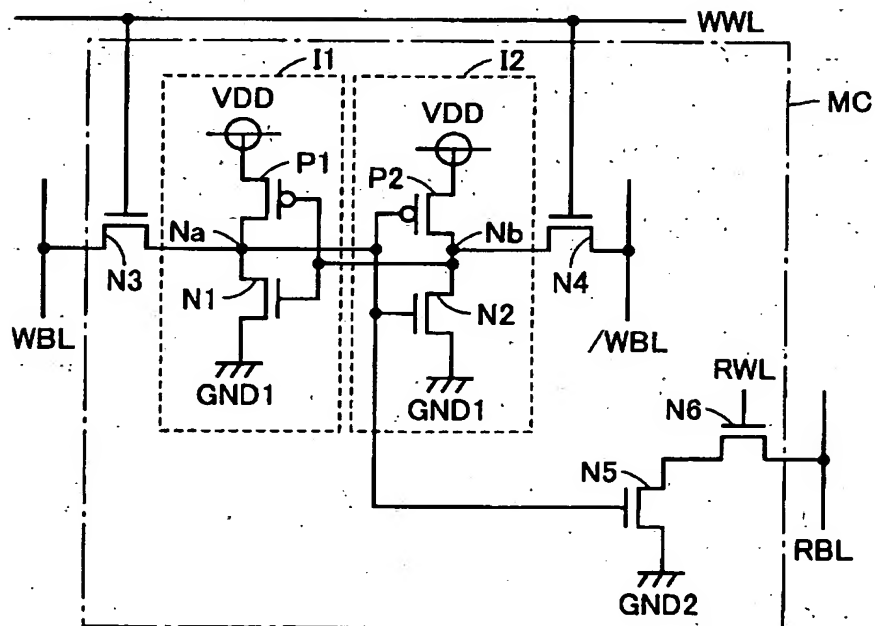 WWL
I1
I2
MC
VDD
VDD
P1
P2
Na
Nb
N3
N1
N2
N4
WBL
/WBL
GND1
GND1
RWL
N6
N5
RBL
GND2